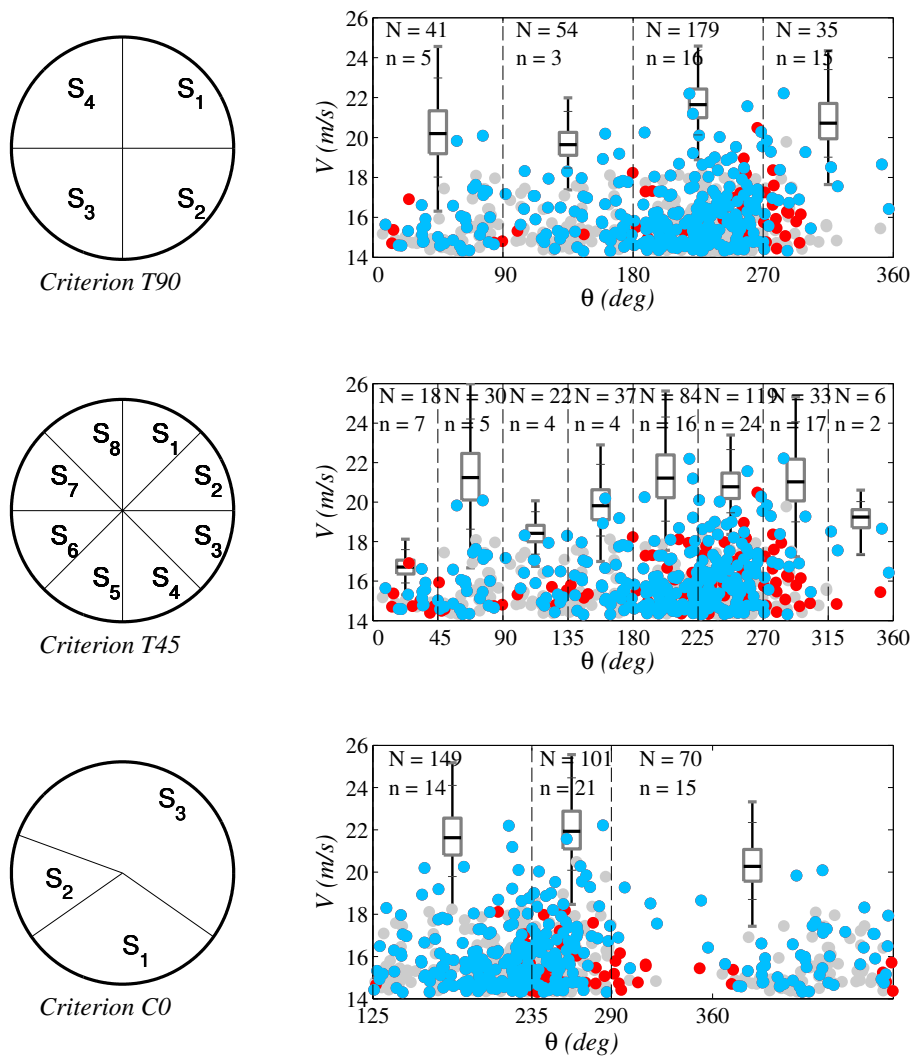 S4 S1
S3 S2
Criterion T90
V (m/s)
26
24
22
20
18
16
14
N = 41 N = 54 N = 179 N = 35
n = 5 n = 3 n = 16 n = 15
0 90 180 270 360
θ (deg)
S8 S1
S7 S2
S6 S3
S5 S4
Criterion T45
V (m/s)
26
24
22
20
18
16
14
N = 18 N = 30 N = 22 N = 37 N = 84 N = 119 N = 33 N = 6
n = 7 n = 5 n = 4 n = 4 n = 16 n = 24 n = 17 n = 2
0 45 90 135 180 225 270 315 360
θ (deg)
S3
S2
S1
Criterion C0
V (m/s)
26
24
22
20
18
16
14
N = 149 N = 101 N = 70
n = 14 n = 21 n = 15
125 235 290 360
θ (deg)